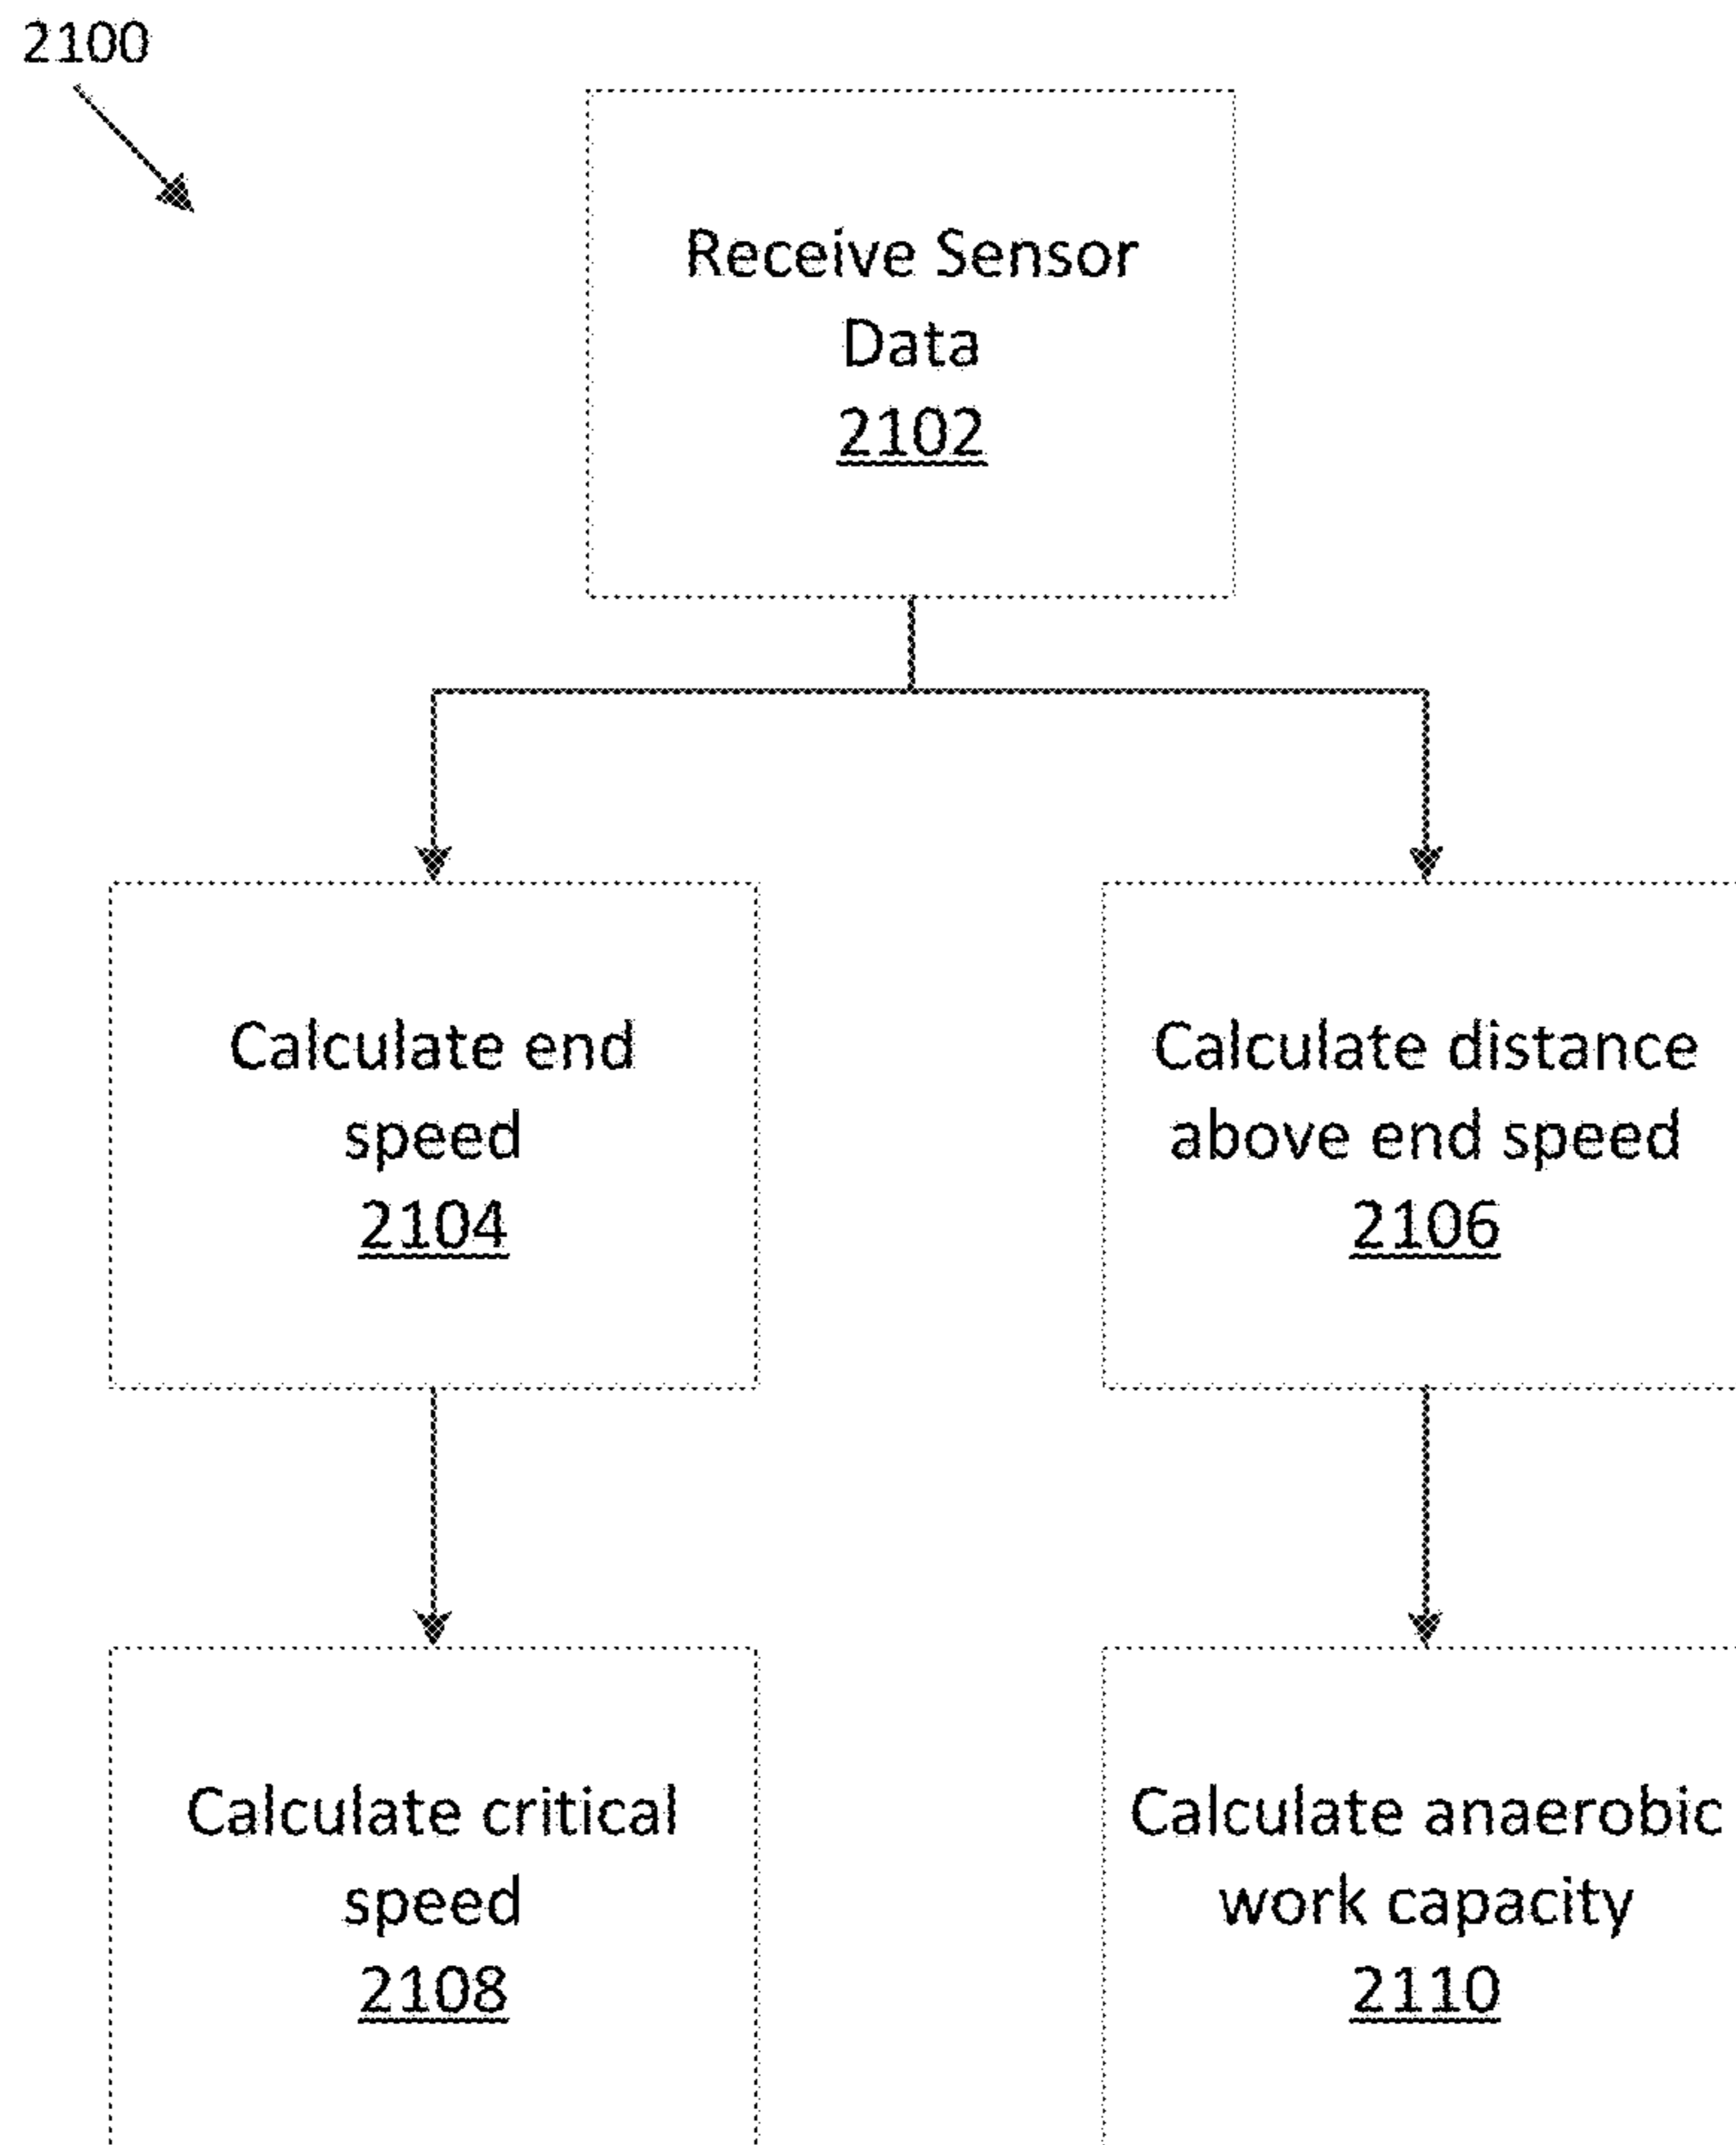 2100
Receive Sensor
Data
2102
Calculate end
speed
2104
Calculate distance
above end speed
2106
Calculate critical
speed
2108
Calculate anaerobic
work capacity
2110